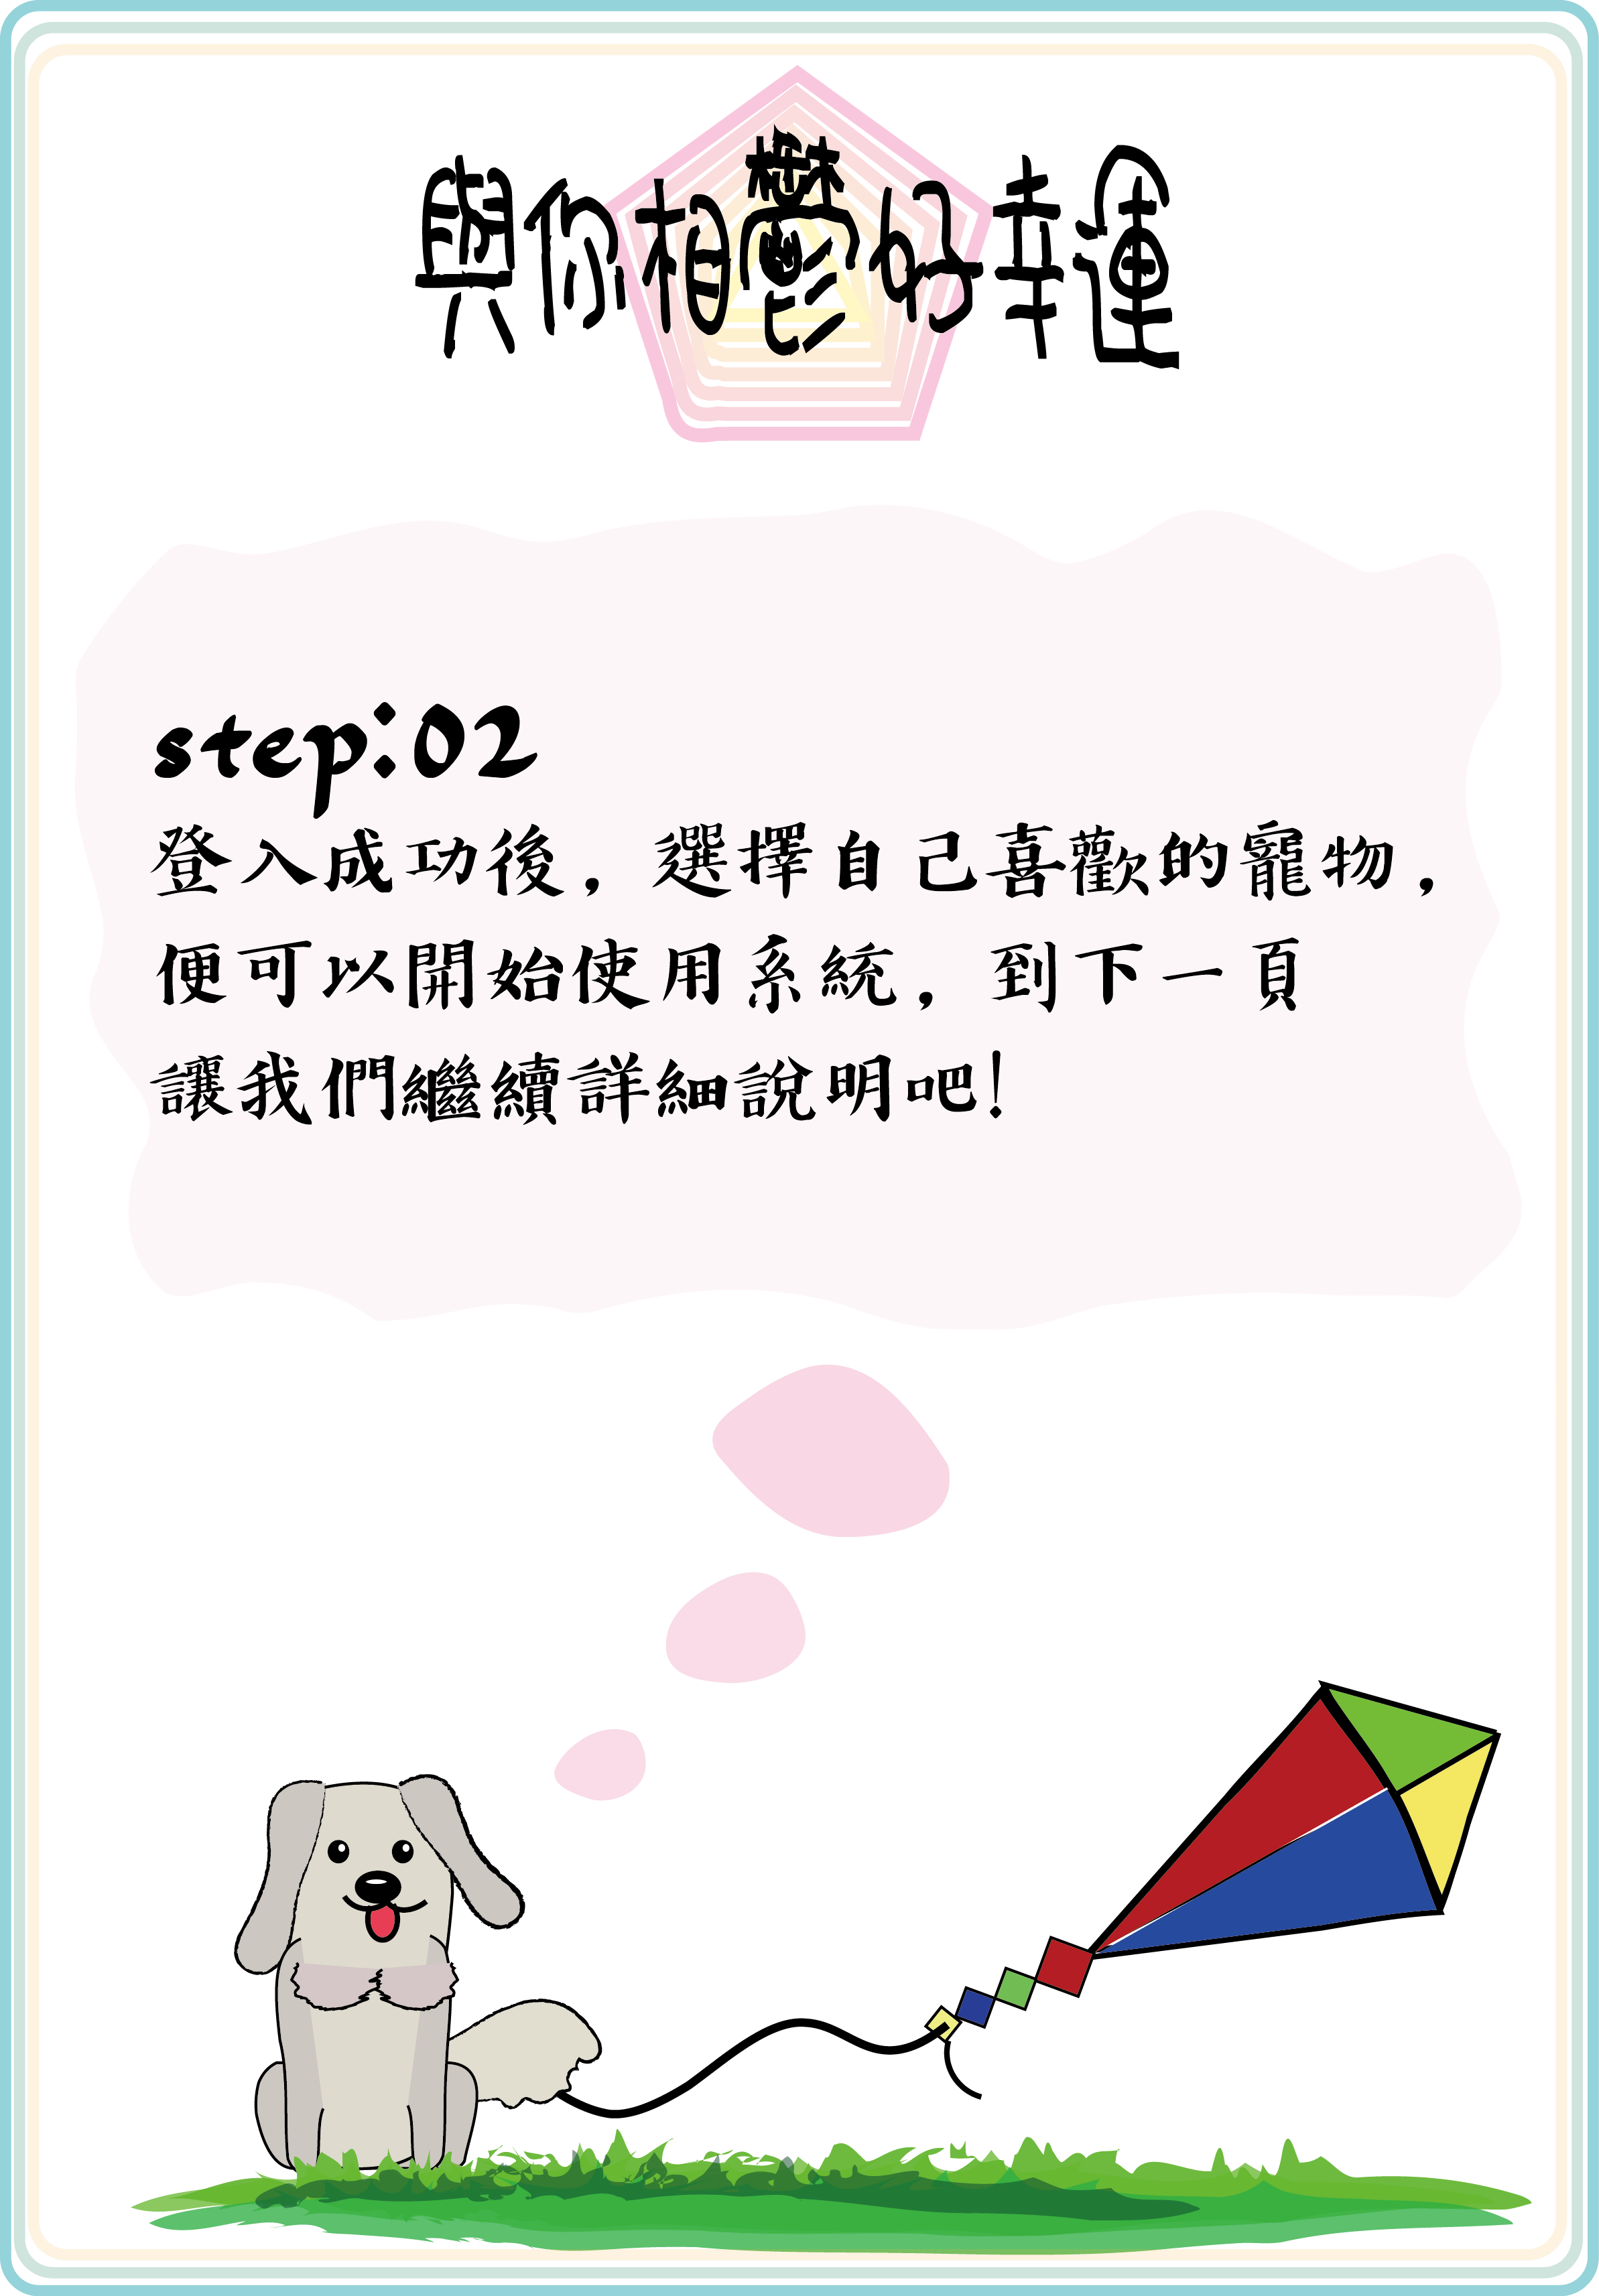 與你相鬱好幸運
step:02
登入成功後，選擇自己喜歡的寵物，
便可以開始使用系統，到下一頁
讓我們繼續詳細說明吧！